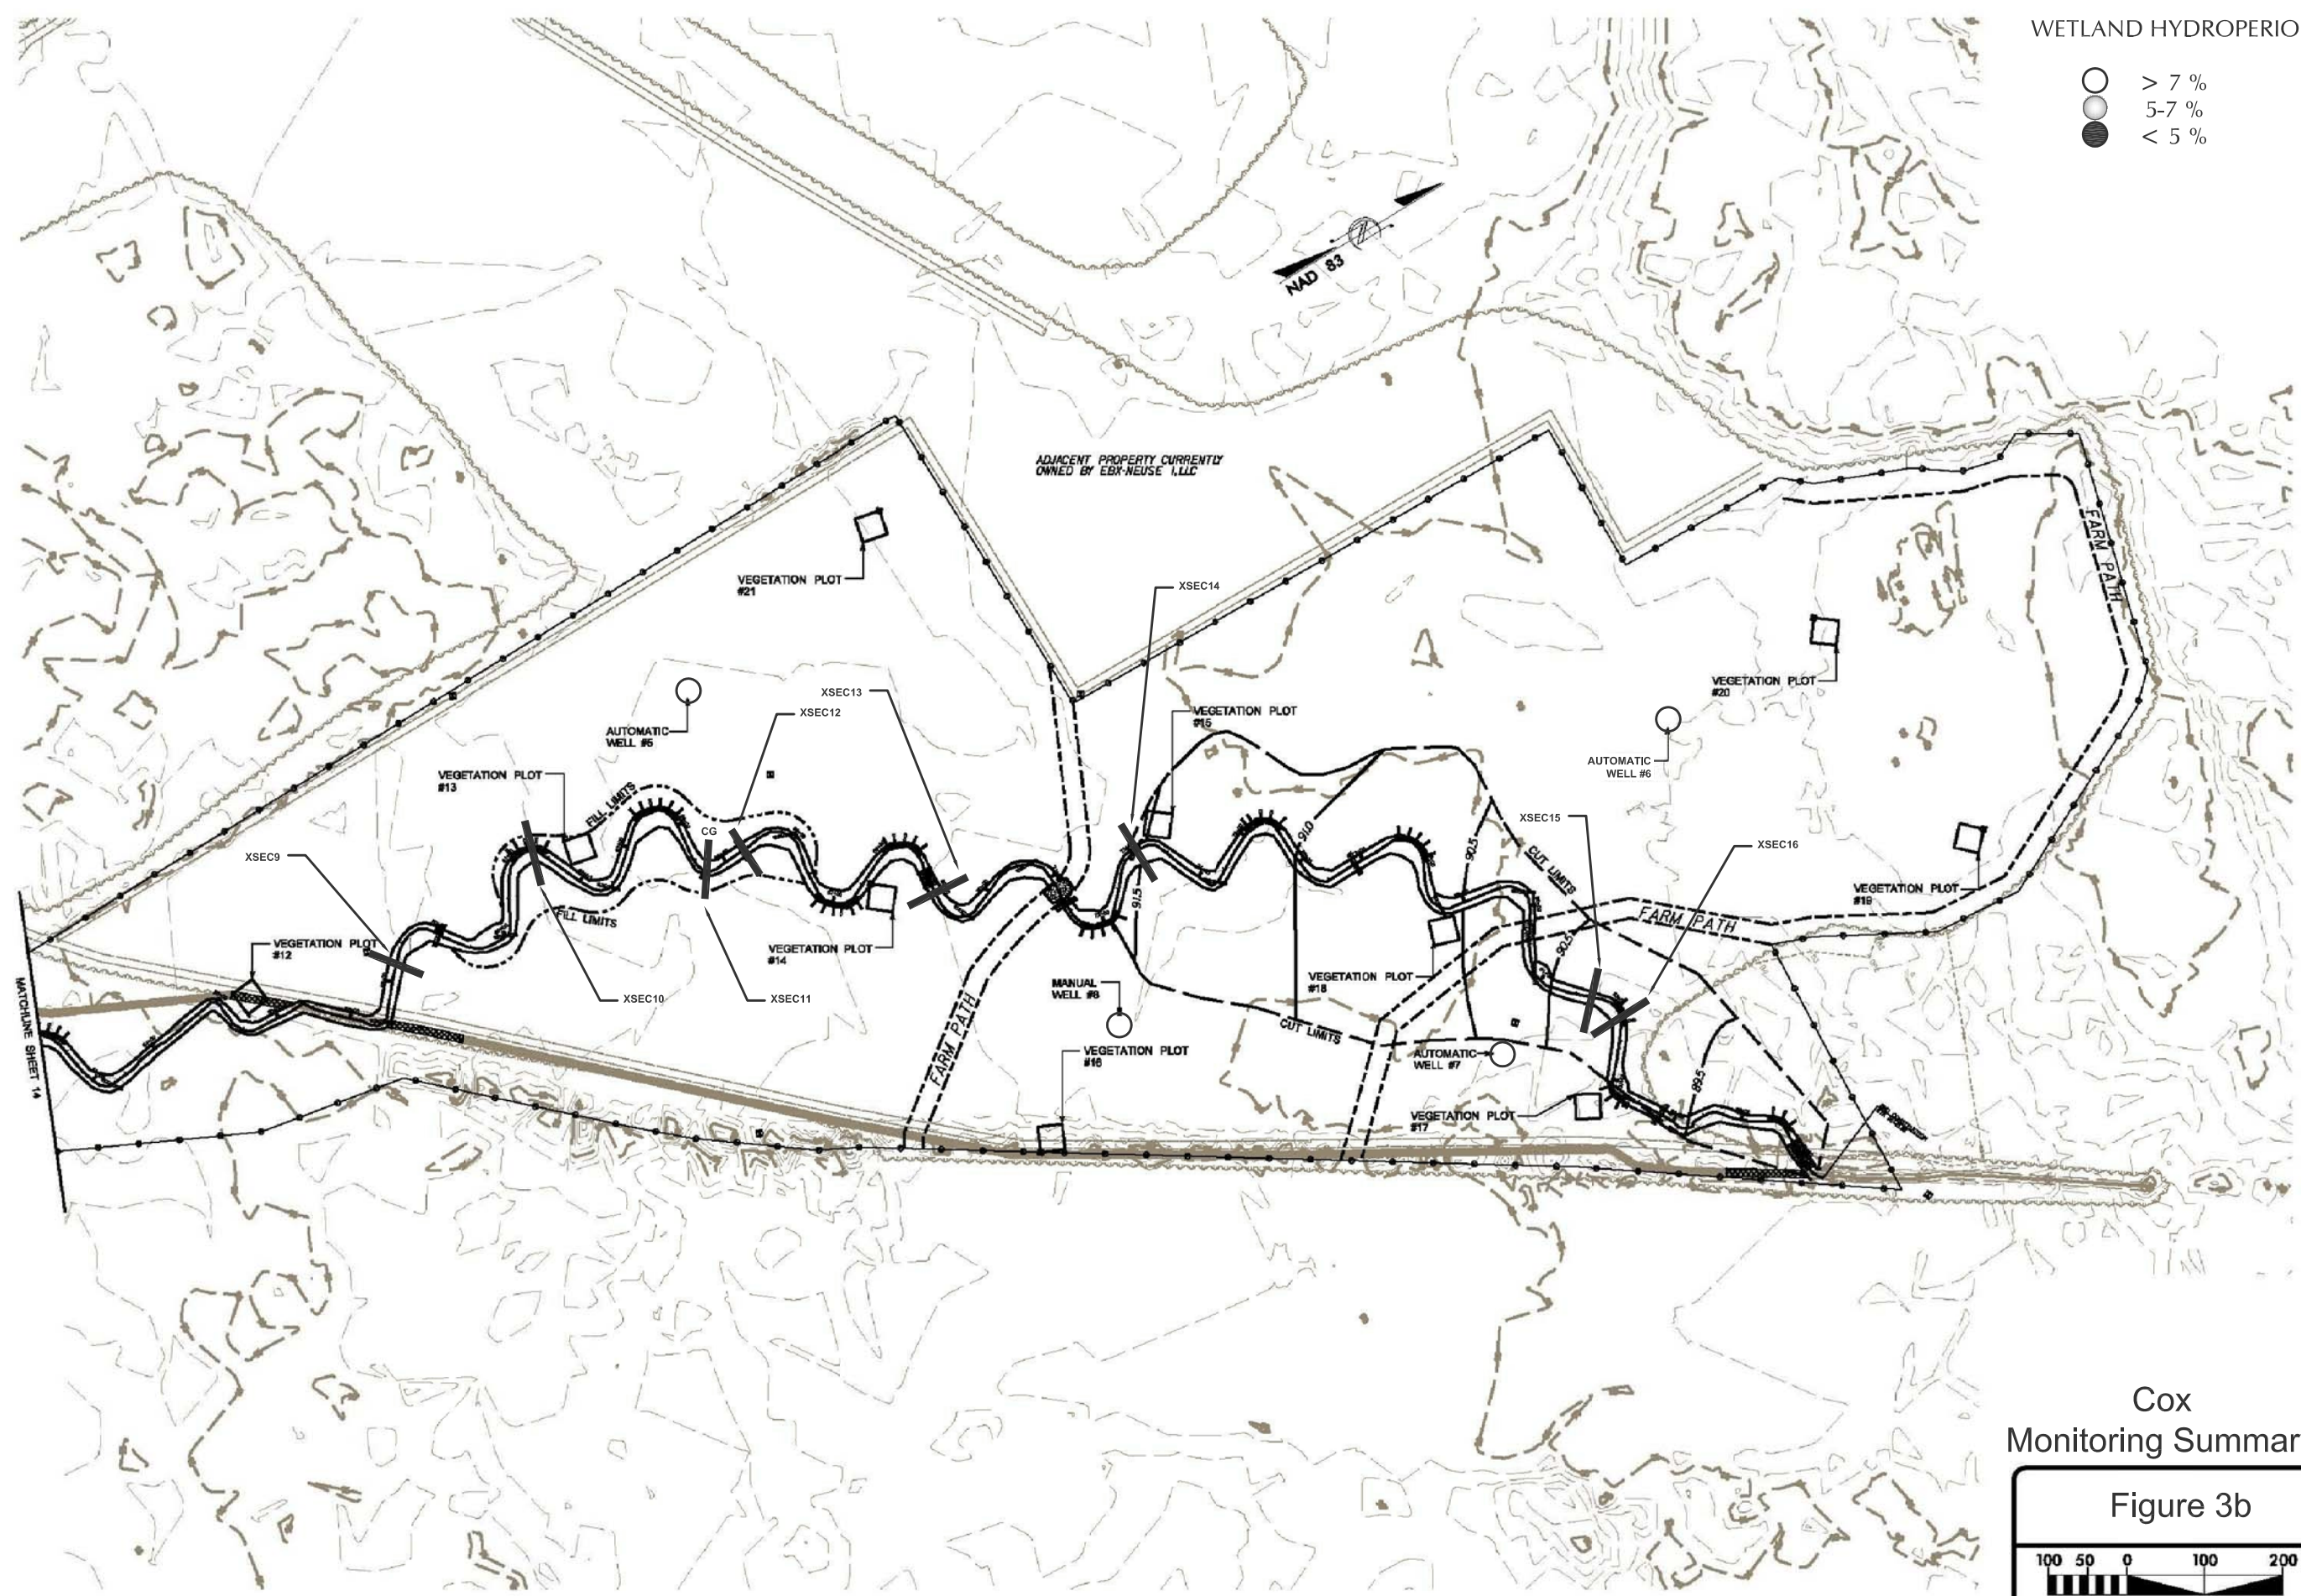 WETLAND HYDROPERIO
> 7 %
5-7 %
< 5 %
NAD 83
ADJACENT PROPERTY CURRENTLY
OWNED BY EBX-NEUSE I,LLC
FARM PATH
VEGETATION PLOT
#21
XSEC14
VEGETATION PLOT
#20
XSEC13
XSEC12
VEGETATION PLOT
#15
AUTOMATIC
WELL #5
AUTOMATIC
WELL #6
VEGETATION PLOT
#13
FILL LIMITS
CG
XSEC15
XSEC16
91.0
90.5
CUT LIMITS
XSEC9
VEGETATION PLOT
#19
91.5
FILL LIMITS
FARM PATH
VEGETATION PLOT
#12
VEGETATION PLOT
#14
90.5
XSEC10
XSEC11
MANUAL
WELL #8
VEGETATION PLOT
#18
MATCHLINE SHEET 14
FARM PATH
CUT LIMITS
VEGETATION PLOT
#16
AUTOMATIC
WELL #7
89.5
VEGETATION PLOT
#17
Cox
Monitoring Summar
Figure 3b
100 50 0 100 200